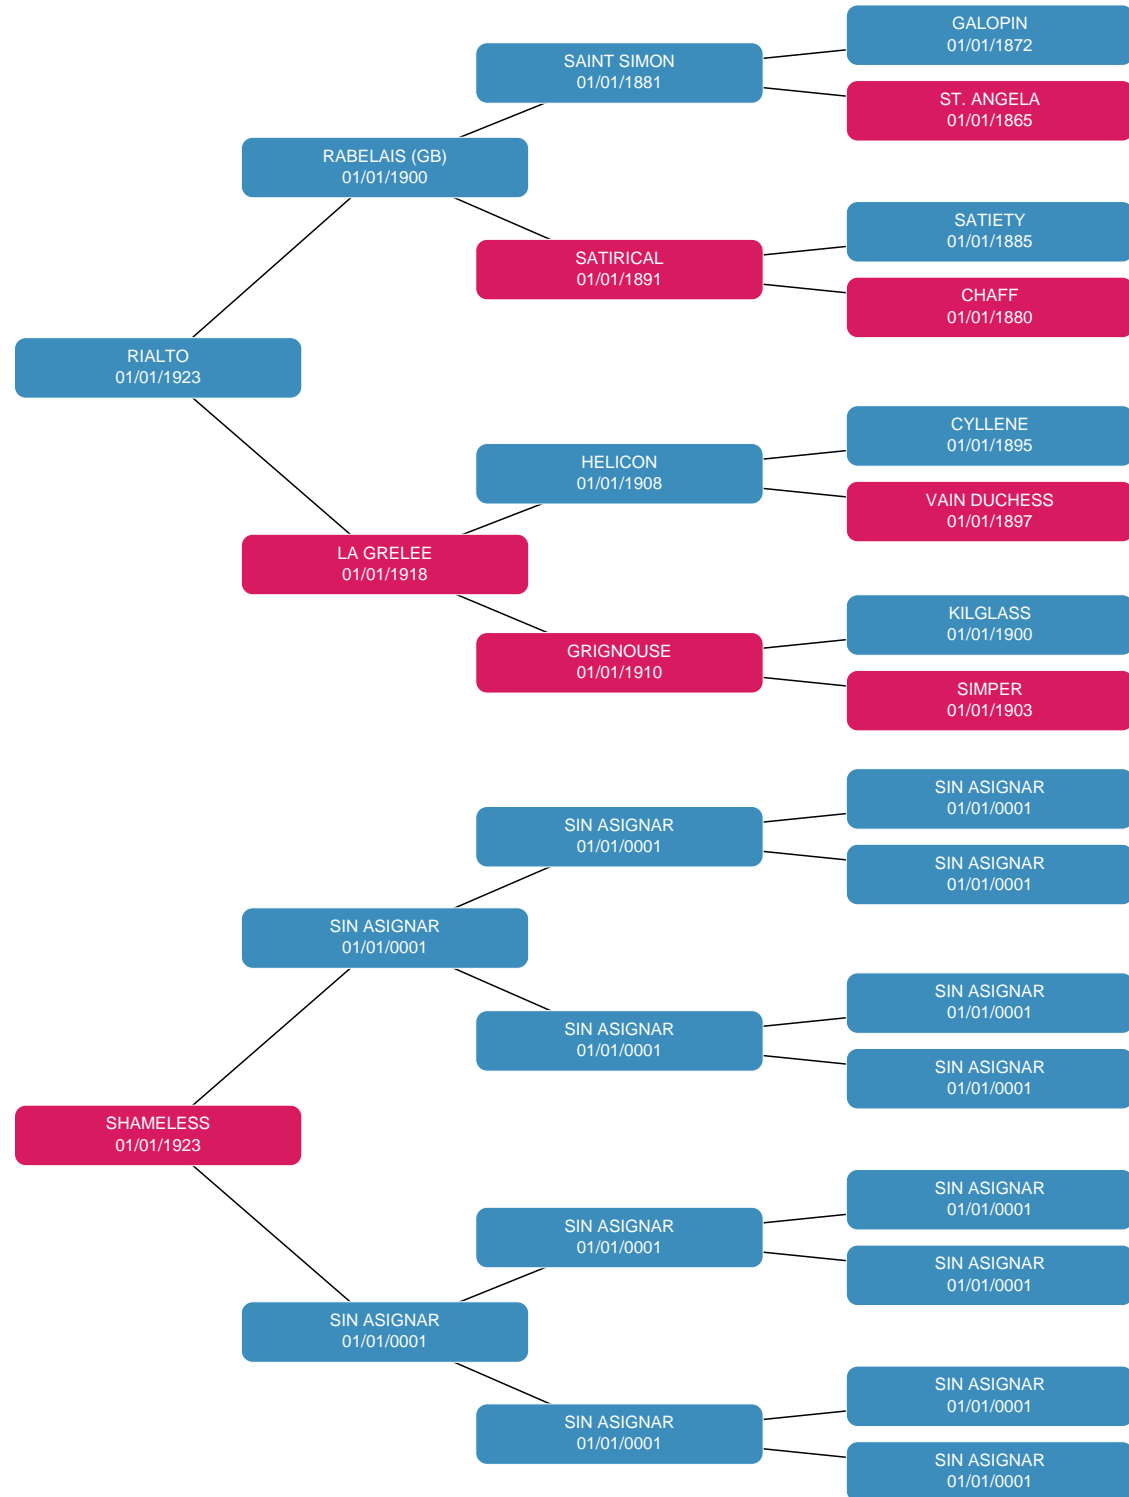 GALOPIN
01/01/1872
SAINT SIMON
01/01/1881
ST. ANGELA
01/01/1865
RABELAIS (GB)
01/01/1900
SATIETY
01/01/1885
SATIRICAL
01/01/1891
CHAFF
01/01/1880
RIALTO
01/01/1923
CYLLENE
01/01/1895
HELICON
01/01/1908
VAIN DUCHESS
01/01/1897
LA GRELEE
01/01/1918
KILGLASS
01/01/1900
GRIGNOUSE
01/01/1910
SIMPER
01/01/1903
SIN ASIGNAR
01/01/0001
SIN ASIGNAR
01/01/0001
SIN ASIGNAR
01/01/0001
SIN ASIGNAR
01/01/0001
SIN ASIGNAR
01/01/0001
SIN ASIGNAR
01/01/0001
SIN ASIGNAR
01/01/0001
SHAMELESS
01/01/1923
SIN ASIGNAR
01/01/0001
SIN ASIGNAR
01/01/0001
SIN ASIGNAR
01/01/0001
SIN ASIGNAR
01/01/0001
SIN ASIGNAR
01/01/0001
SIN ASIGNAR
01/01/0001
SIN ASIGNAR
01/01/0001